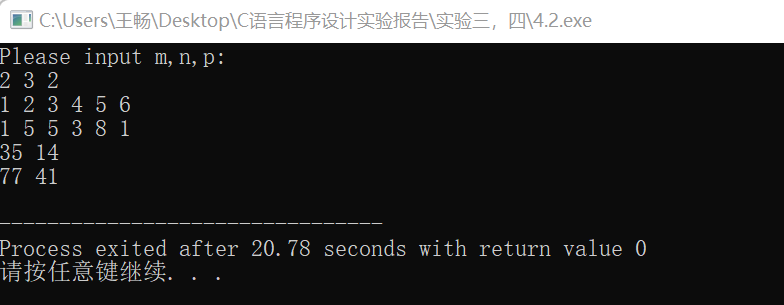 C:\Users\王畅\Desktop\C语言程序设计实验报告\实验三，四\4.2.exe
Please input m,n,p:
2 3 2
1 2 3 4 5 6
1 5 5 3 8 1
35 14
77 41
--------------------------------
Process exited after 20.78 seconds with return value 0
请按任意键继续. . .